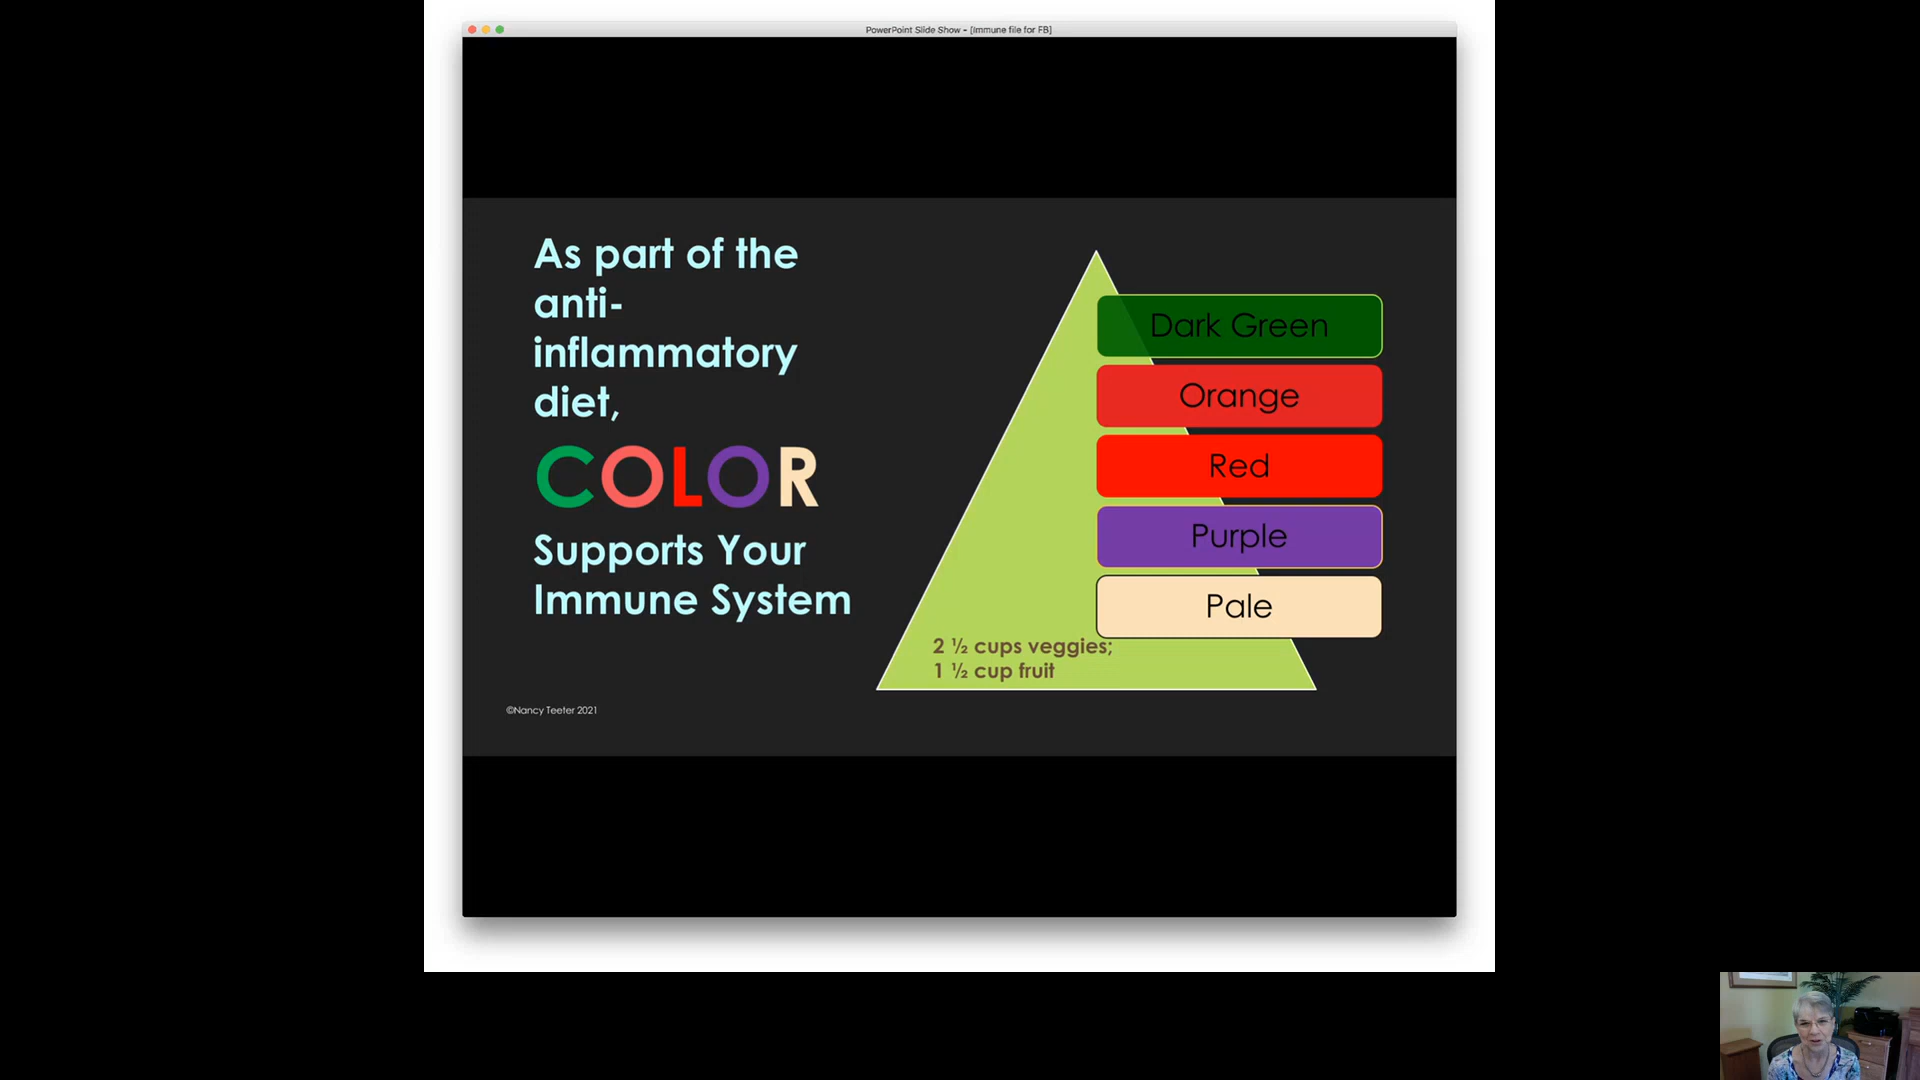 PowerPoint Slide Show - [Immune file for FB]
As part of the
anti-
inflammatory
diet,
COLOR
Supports Your
Immune System
Dark Green
Orange
Red
Purple
Pale
2 ½ cups veggies;
1 ½ cup fruit
©Nancy Teeter 2021